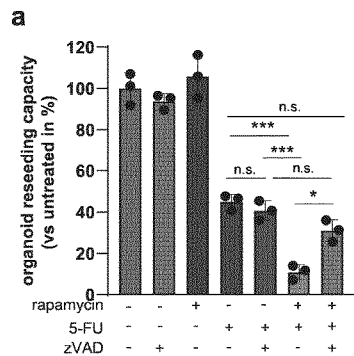 a
organoid reseeding capacity
(vs untreated in %)
120
100
80
60
40
20
0
n.s.
***
***
n.s.
n.s.
*
rapamycin - - + - - + +
5-FU - - - + + + +
zVAD - + - - + - +